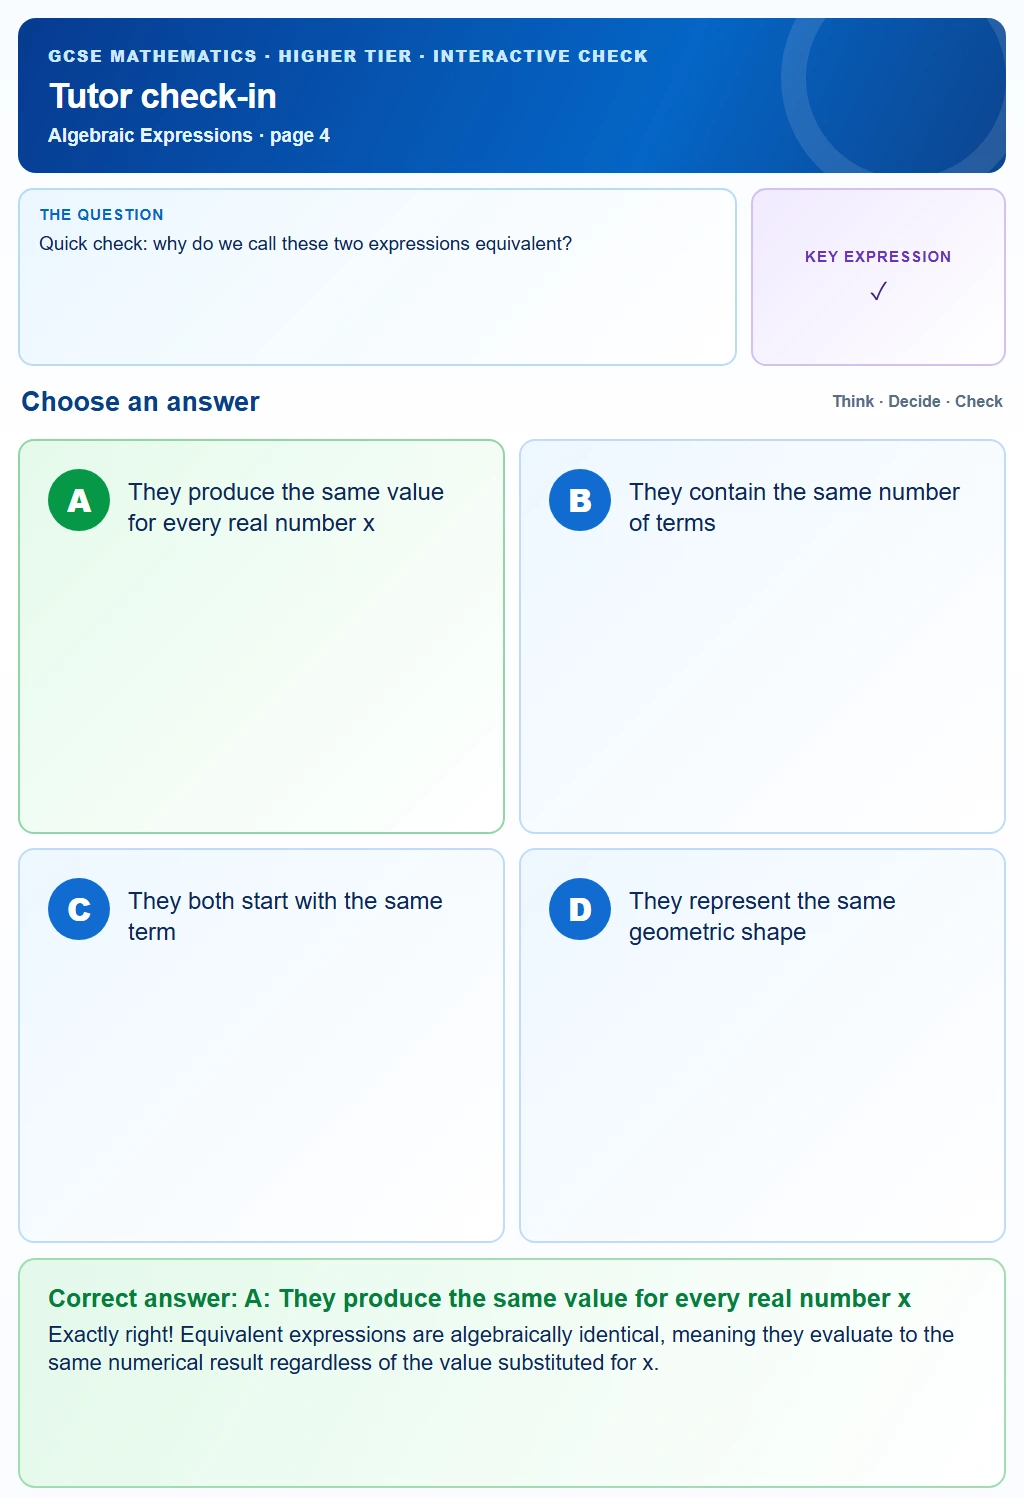 GCSE MATHEMATICS · HIGHER TIER · INTERACTIVE CHECK
Tutor check-in
Algebraic Expressions · page 4
THE QUESTION
Quick check: why do we call these two expressions equivalent?
KEY EXPRESSION
✓
Choose an answer
Think · Decide · Check
A
They produce the same value
for every real number x
B
They contain the same number
of terms
C
They both start with the same
term
D
They represent the same
geometric shape
Correct answer: A: They produce the same value for every real number x
Exactly right! Equivalent expressions are algebraically identical, meaning they evaluate to the
same numerical result regardless of the value substituted for x.